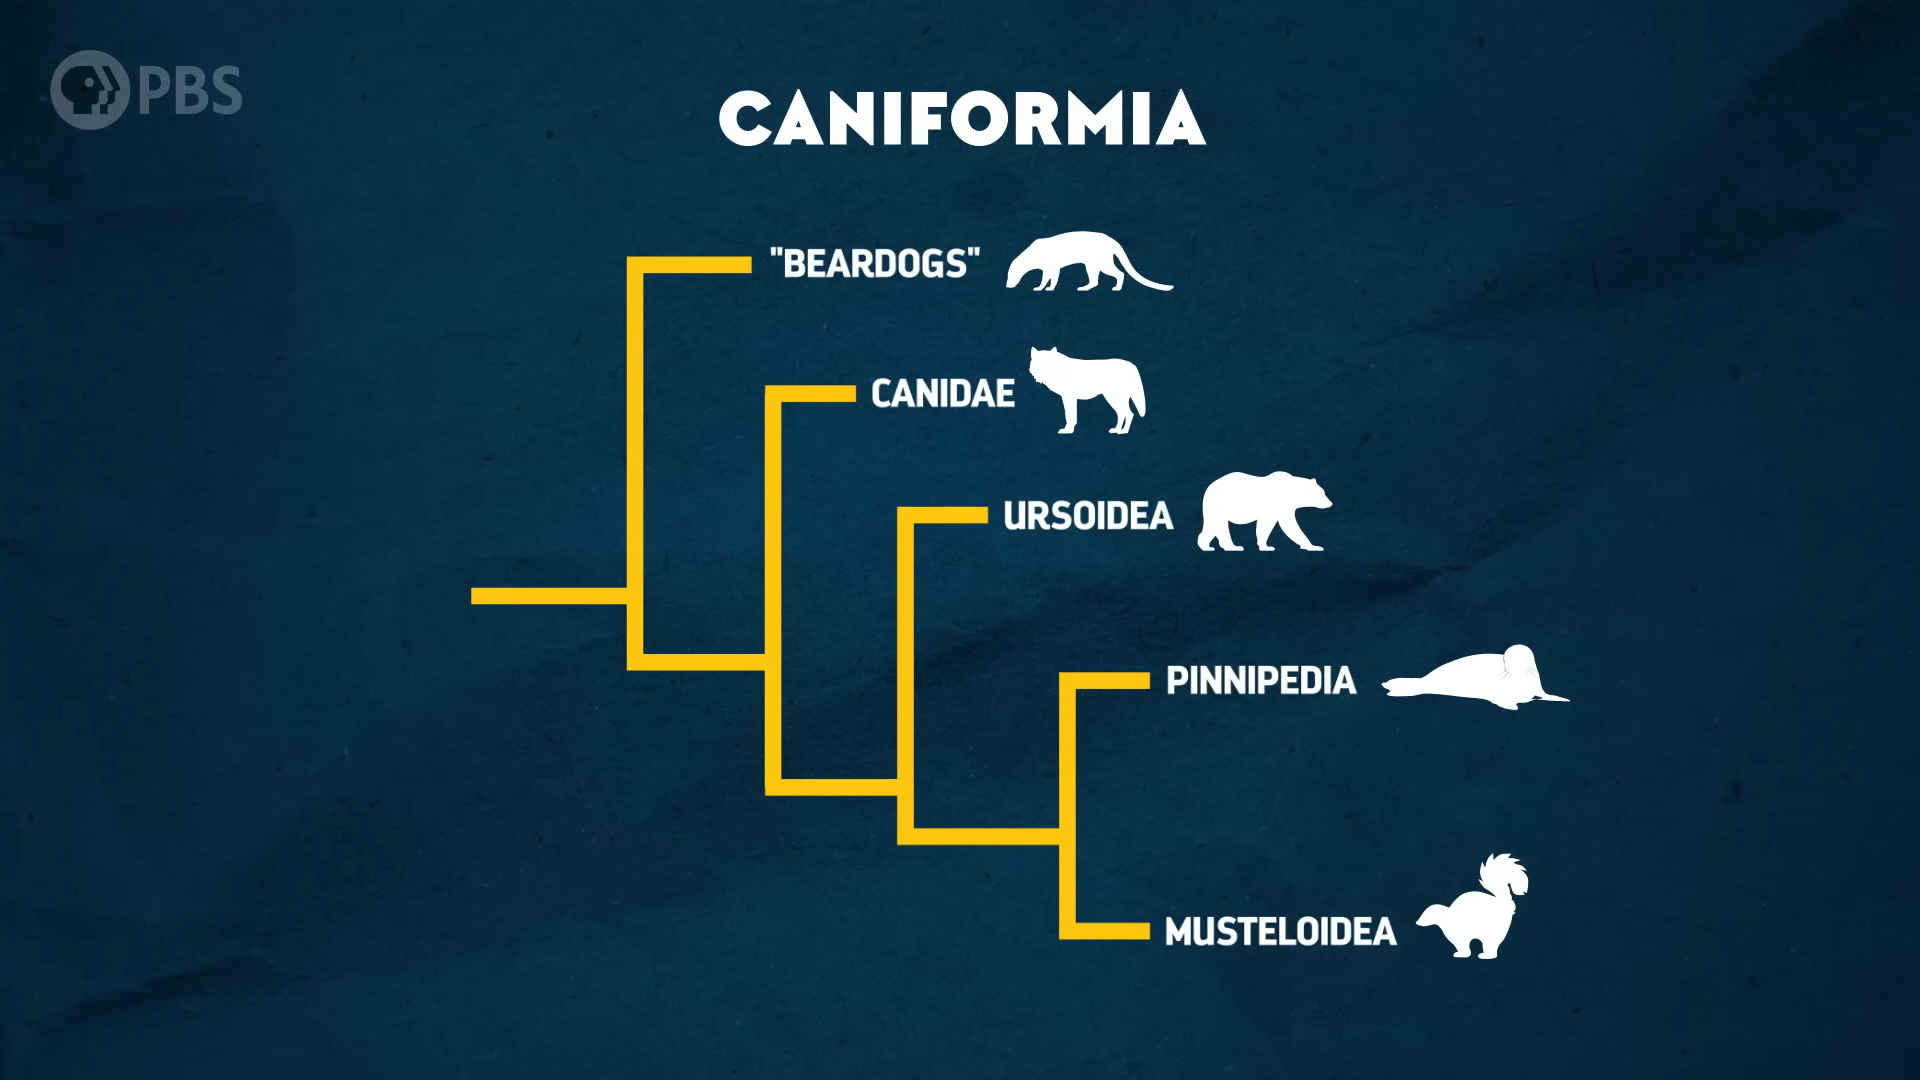 PBS
CANIFORMIA
"BEARDOGS"
CANIDAE
URSOIDEA
PINNIPEDIA
MUSTELOIDEA